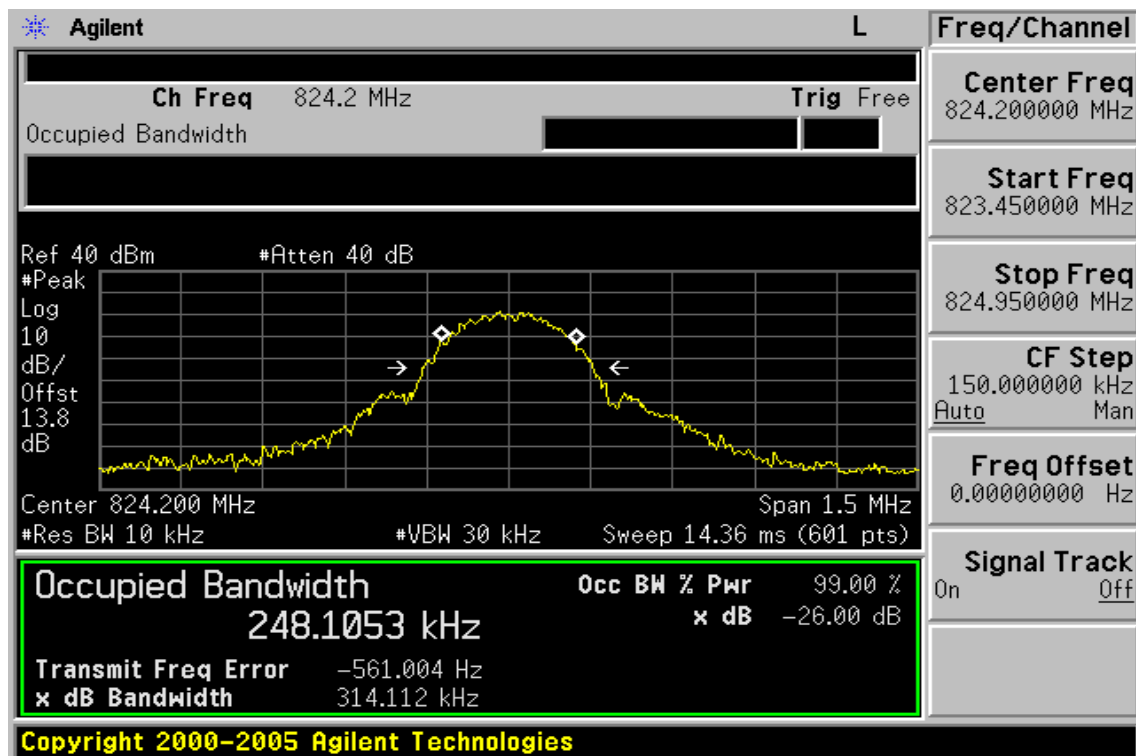 Agilent L
Freq/Channel
Ch Freq 824.2 MHz Trig Free
Occupied Bandwidth
Center Freq
824.200000 MHz
Start Freq
823.450000 MHz
Stop Freq
824.950000 MHz
CF Step
150.000000 kHz
Auto Man
Freq Offset
0.00000000 Hz
Signal Track
On Off
Ref 40 dBm #Atten 40 dB
#Peak
Log
10
dB/
Offst
13.8
dB
Center 824.200 MHz Span 1.5 MHz
#Res BW 10 kHz #VBW 30 kHz Sweep 14.36 ms (601 pts)
Occupied Bandwidth Occ BW % Pwr 99.00 %
248.1053 kHz x dB -26.00 dB
Transmit Freq Error -561.004 Hz
x dB Bandwidth 314.112 kHz
Copyright 2000-2005 Agilent Technologies